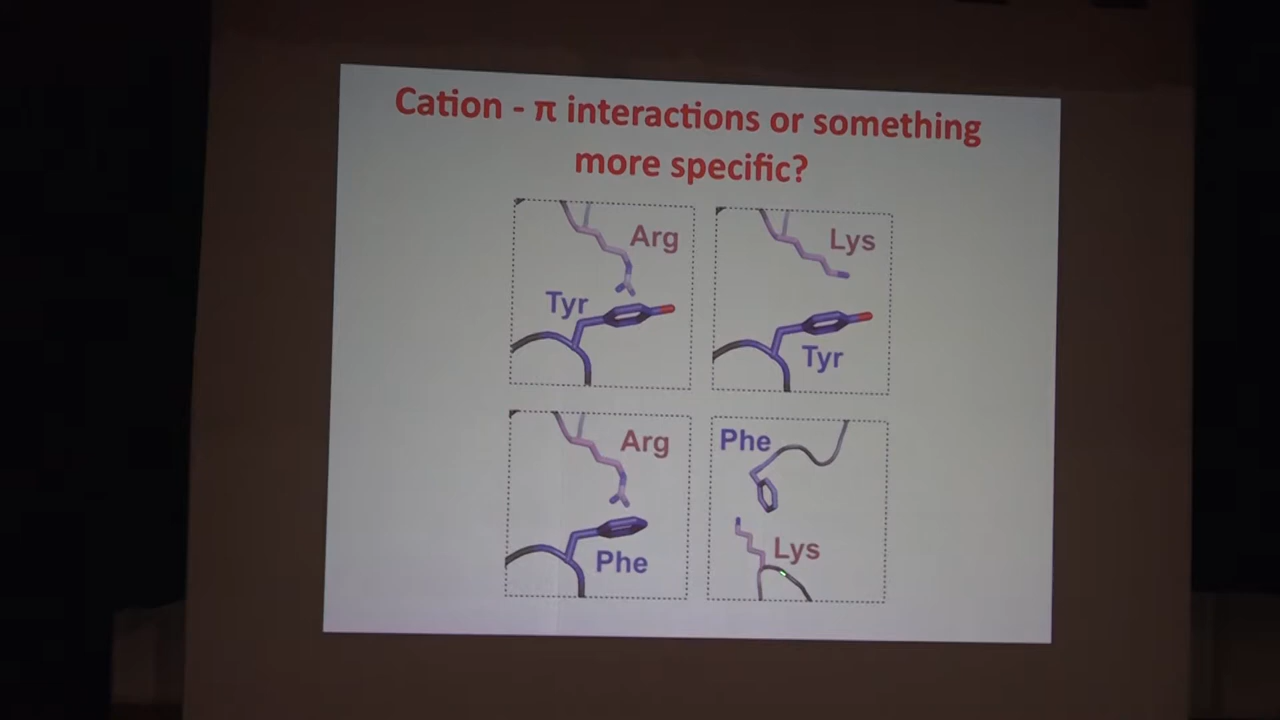 Cation - π interactions or something
more specific?
Arg
Tyr
Lys
Tyr
Arg
Phe
Phe
Lys